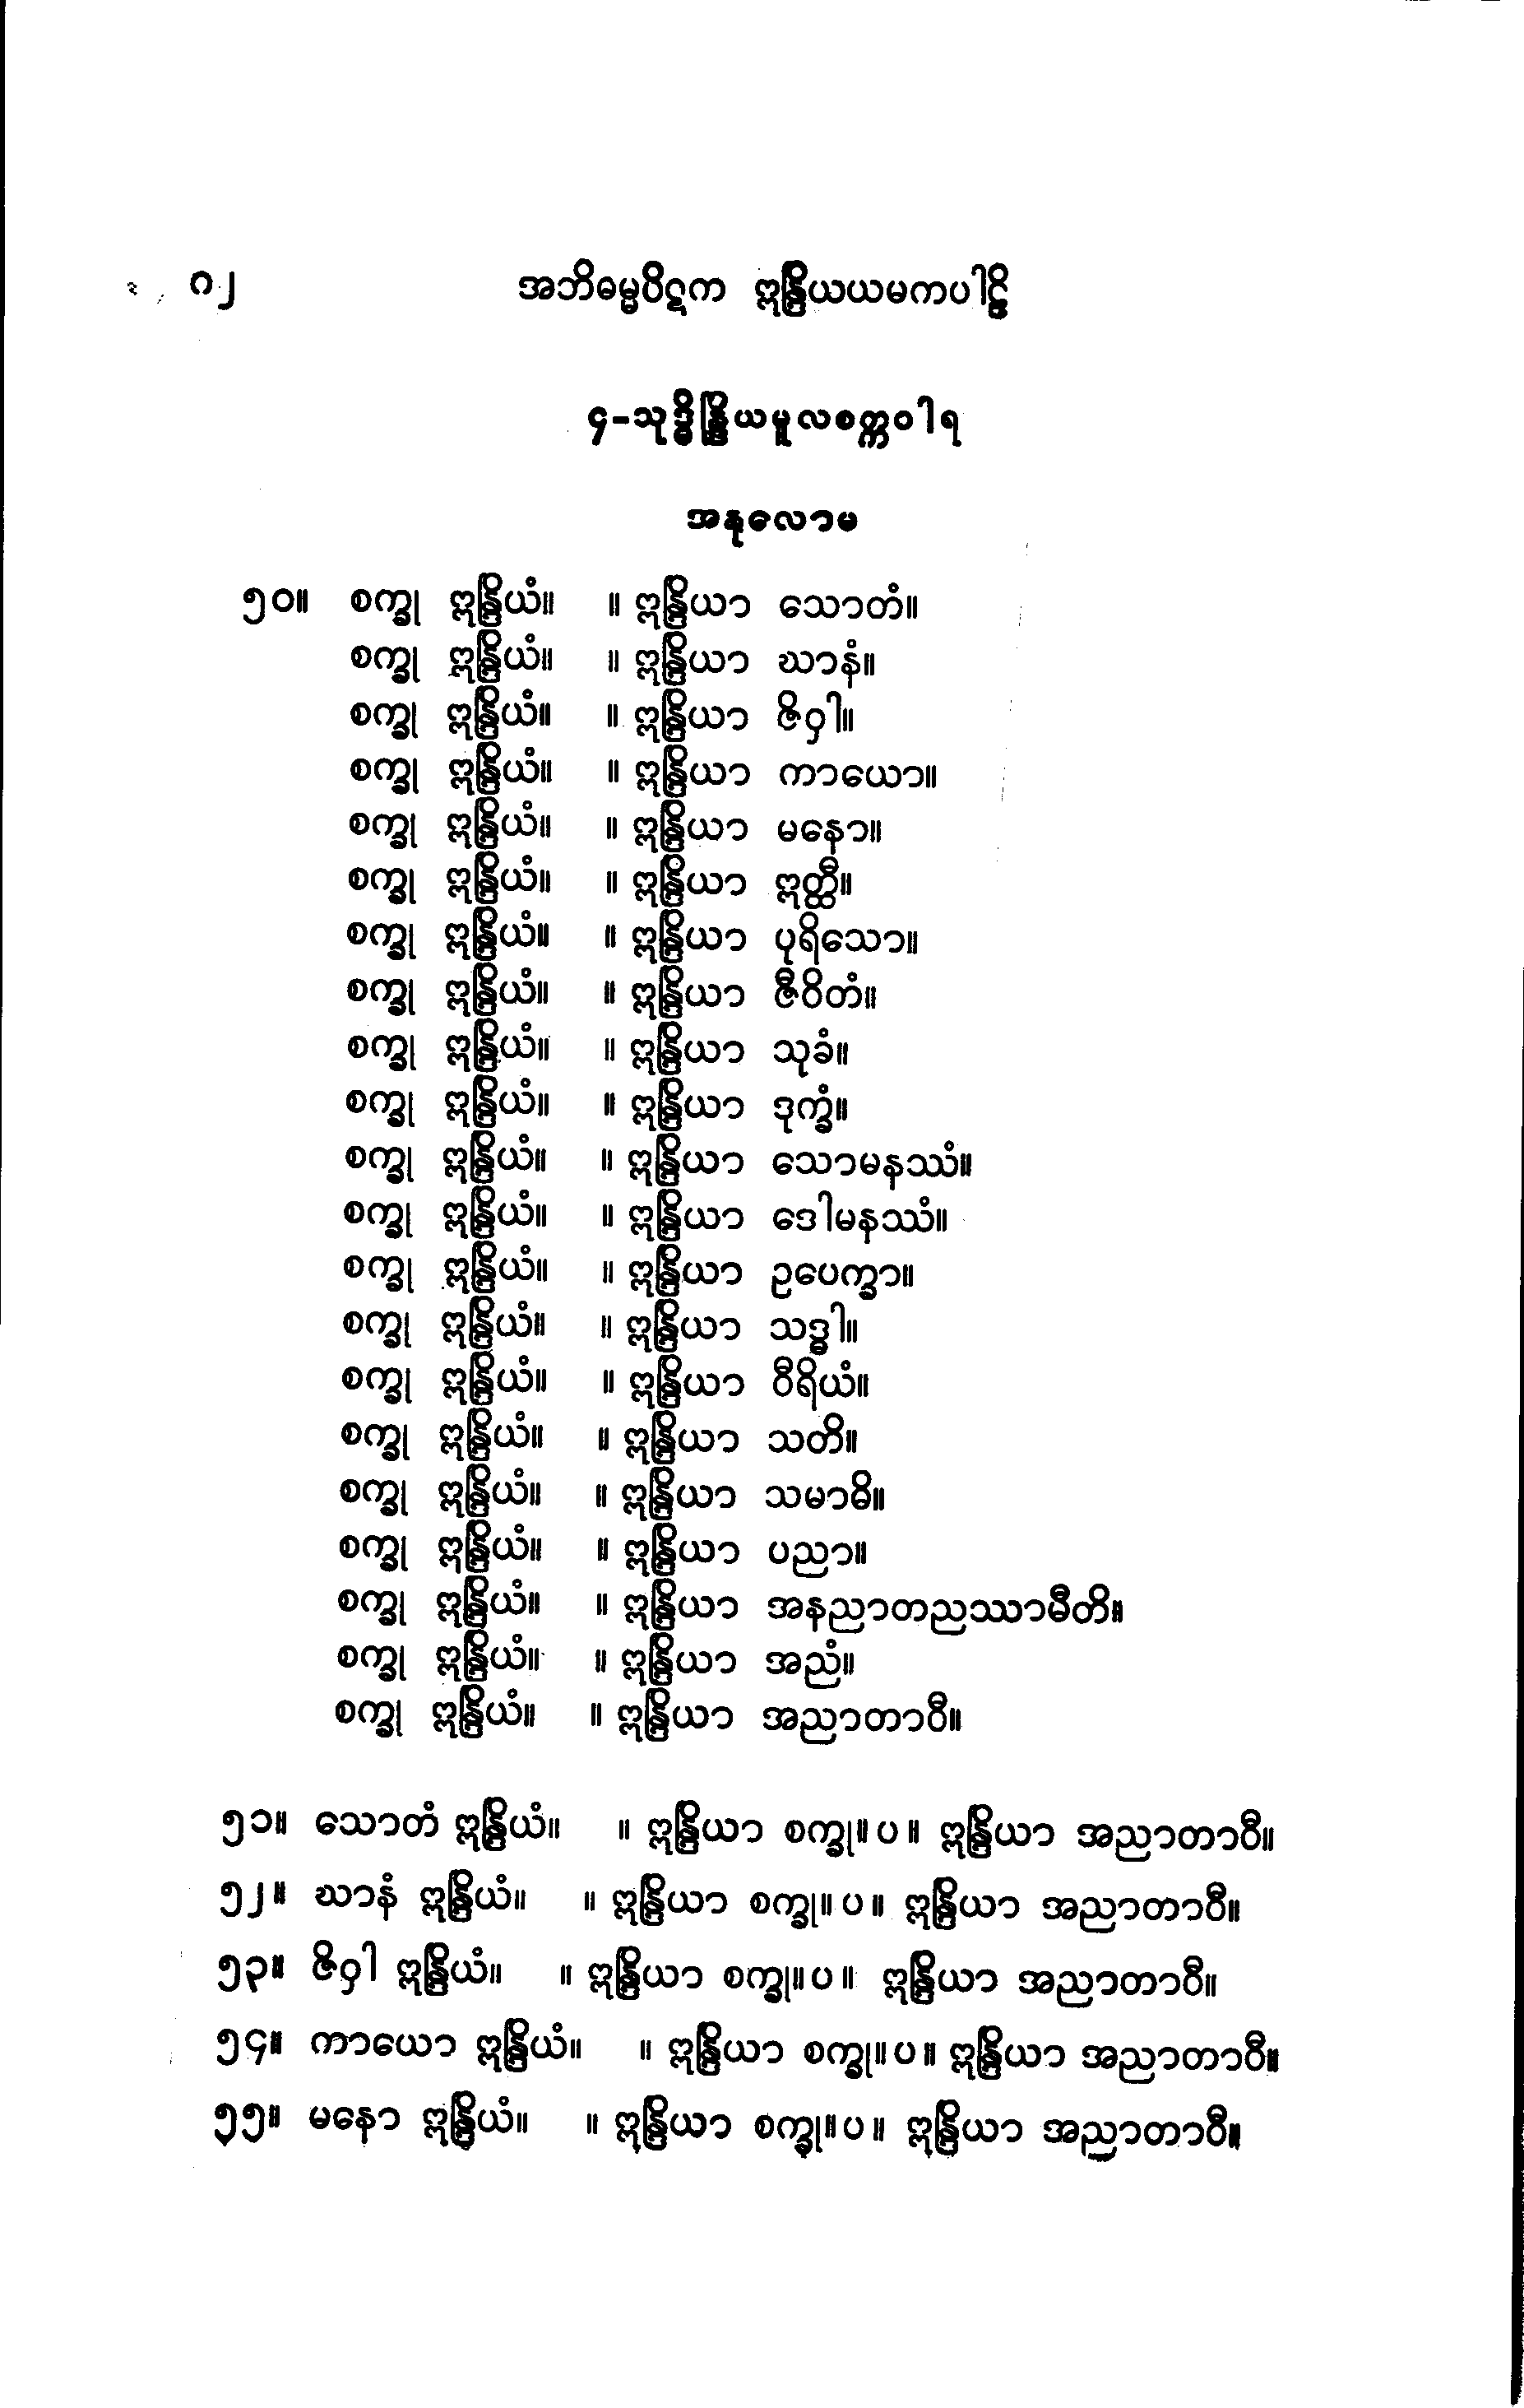 ၈၂ အဘိဓမ္မပိဋက ဣန္ဒြိယယမကပါဠိ
၄-သုဒ္ဓိန္ဒြိယမူလစက္ကဝါရ
အနုလောမ
၅၀။ စက္ခု ဣန္ဒြိယံ။ ။ ဣန္ဒြိယာ သောတံ။
စက္ခု ဣန္ဒြိယံ။ ။ ဣန္ဒြိယာ ဃာနံ။
စက္ခု ဣန္ဒြိယံ။ ။ ဣန္ဒြိယာ ဇိဝှါ။
စက္ခု ဣန္ဒြိယံ။ ။ ဣန္ဒြိယာ ကာယော။
စက္ခု ဣန္ဒြိယံ။ ။ ဣန္ဒြိယာ မနော။
စက္ခု ဣန္ဒြိယံ။ ။ ဣန္ဒြိယာ ဣတ္ထီ။
စက္ခု ဣန္ဒြိယံ။ ။ ဣန္ဒြိယာ ပုရိသော။
စက္ခု ဣန္ဒြိယံ။ ။ ဣန္ဒြိယာ ဇီဝိတံ။
စက္ခု ဣန္ဒြိယံ။ ။ ဣန္ဒြိယာ သုခံ။
စက္ခု ဣန္ဒြိယံ။ ။ ဣန္ဒြိယာ ဒုက္ခံ။
စက္ခု ဣန္ဒြိယံ။ ။ ဣန္ဒြိယာ သောမနဿံ။
စက္ခု ဣန္ဒြိယံ။ ။ ဣန္ဒြိယာ ဒေါမနဿံ။
စက္ခု ဣန္ဒြိယံ။ ။ ဣန္ဒြိယာ ဥပေက္ခာ။
စက္ခု ဣန္ဒြိယံ။ ။ ဣန္ဒြိယာ သဒ္ဓါ။
စက္ခု ဣန္ဒြိယံ။ ။ ဣန္ဒြိယာ ဝီရိယံ။
စက္ခု ဣန္ဒြိယံ။ ။ ဣန္ဒြိယာ သတိ။
စက္ခု ဣန္ဒြိယံ။ ။ ဣန္ဒြိယာ သမာဓိ။
စက္ခု ဣန္ဒြိယံ။ ။ ဣန္ဒြိယာ ပညာ။
စက္ခု ဣန္ဒြိယံ။ ။ ဣန္ဒြိယာ အနညာတညဿာမီတိ။
စက္ခု ဣန္ဒြိယံ။ ။ ဣန္ဒြိယာ အညံ။
စက္ခု ဣန္ဒြိယံ။ ။ ဣန္ဒြိယာ အညာတာဝီ။
၅၁။ သောတံ ဣန္ဒြိယံ။ ။ ဣန္ဒြိယာ စက္ခု။ ပ ။ ဣန္ဒြိယာ အညာတာဝီ။
၅၂။ ဃာနံ ဣန္ဒြိယံ။ ။ ဣန္ဒြိယာ စက္ခု။ ပ ။ ဣန္ဒြိယာ အညာတာဝီ။
၅၃။ ဇိဝှါ ဣန္ဒြိယံ။ ။ ဣန္ဒြိယာ စက္ခု။ ပ ။ ဣန္ဒြိယာ အညာတာဝီ။
၅၄။ ကာယော ဣန္ဒြိယံ။ ။ ဣန္ဒြိယာ စက္ခု။ ပ ။ ဣန္ဒြိယာ အညာတာဝီ။
၅၅။ မနော ဣန္ဒြိယံ။ ။ ဣန္ဒြိယာ စက္ခု။ ပ ။ ဣန္ဒြိယာ အညာတာဝီ။